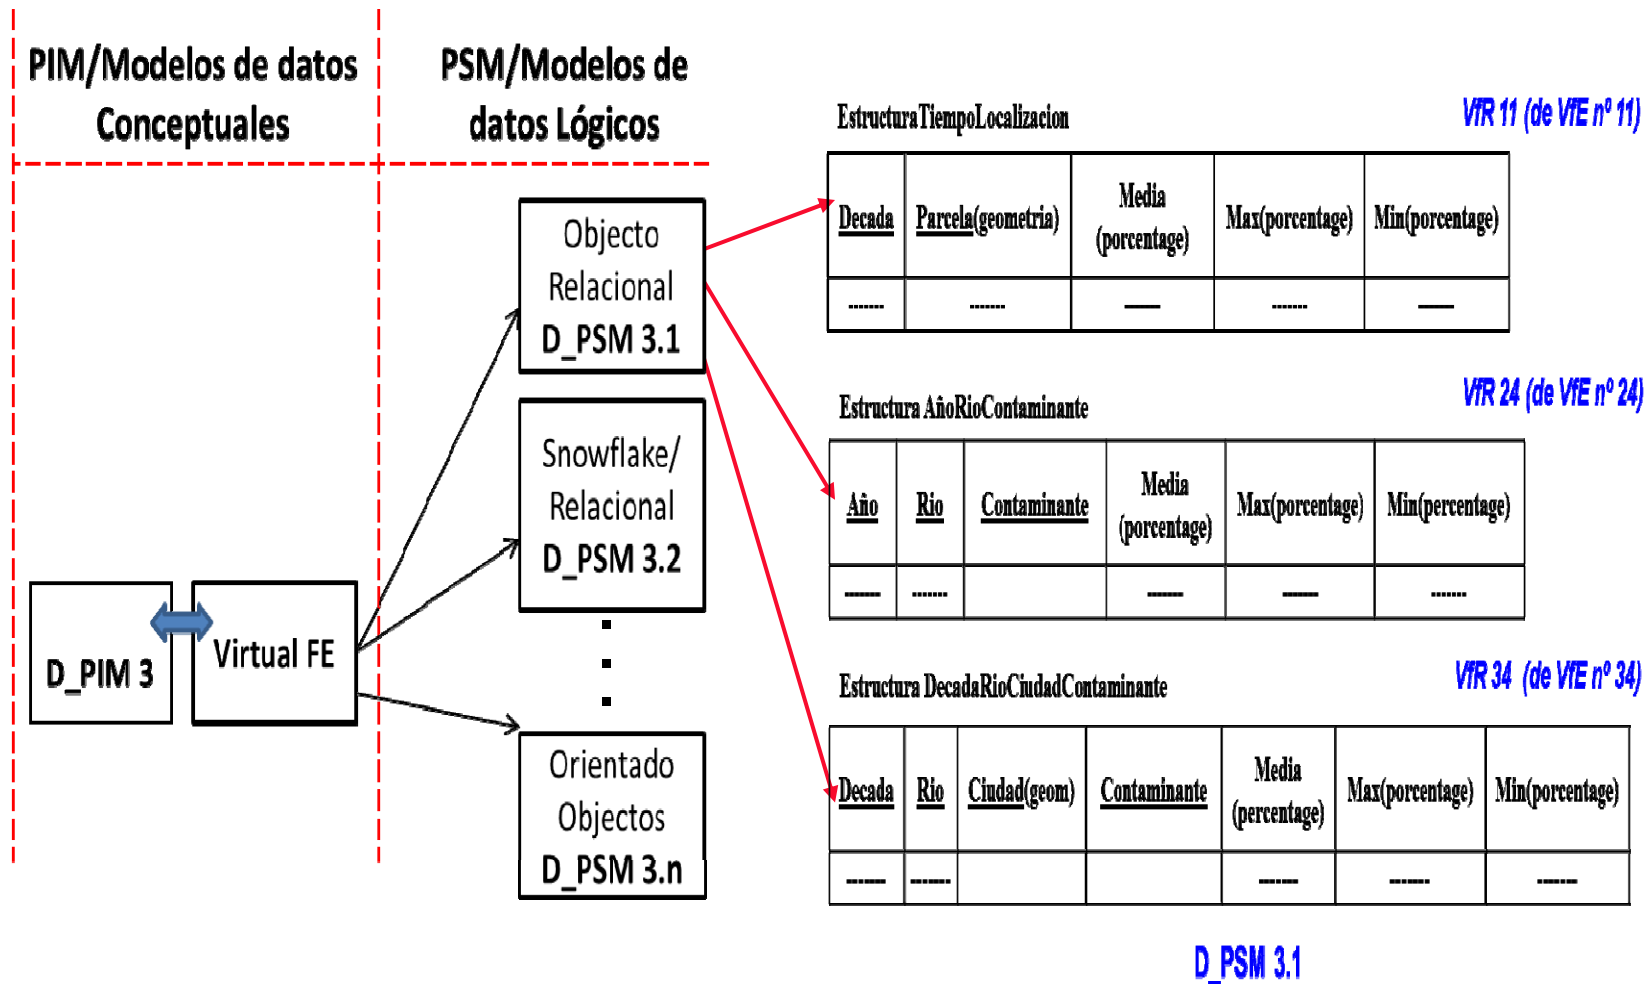 PIM/Modelos de datos
Conceptuales
PSM/Modelos de
datos Lógicos
D_PIM 3
Virtual FE
Objecto
Relacional
D_PSM 3.1
Snowflake/
Relacional
D_PSM 3.2
Orientado
Objectos
D_PSM 3.n
EstructuraTiempoLocalizacion
VfR 11 (de VfE nº 11)
Decada
Parcela(geometria)
Media
(porcentage)
Max(porcentage)
Min(porcentage)
-------
-------
-------
-------
-------
Estructura AñoRioContaminante
VfR 24 (de VfE nº 24)
Año
Rio
Contaminante
Media
(porcentage)
Max(porcentage)
Min(percentage)
-------
-------
-------
-------
-------
Estructura DecadaRioCiudadContaminante
VfR 34 (de VfE nº 34)
Decada
Rio
Ciudad(geom)
Contaminante
Media
(percentage)
Max(porcentage)
Min(porcentage)
-------
-------
-------
-------
-------
D_PSM 3.1